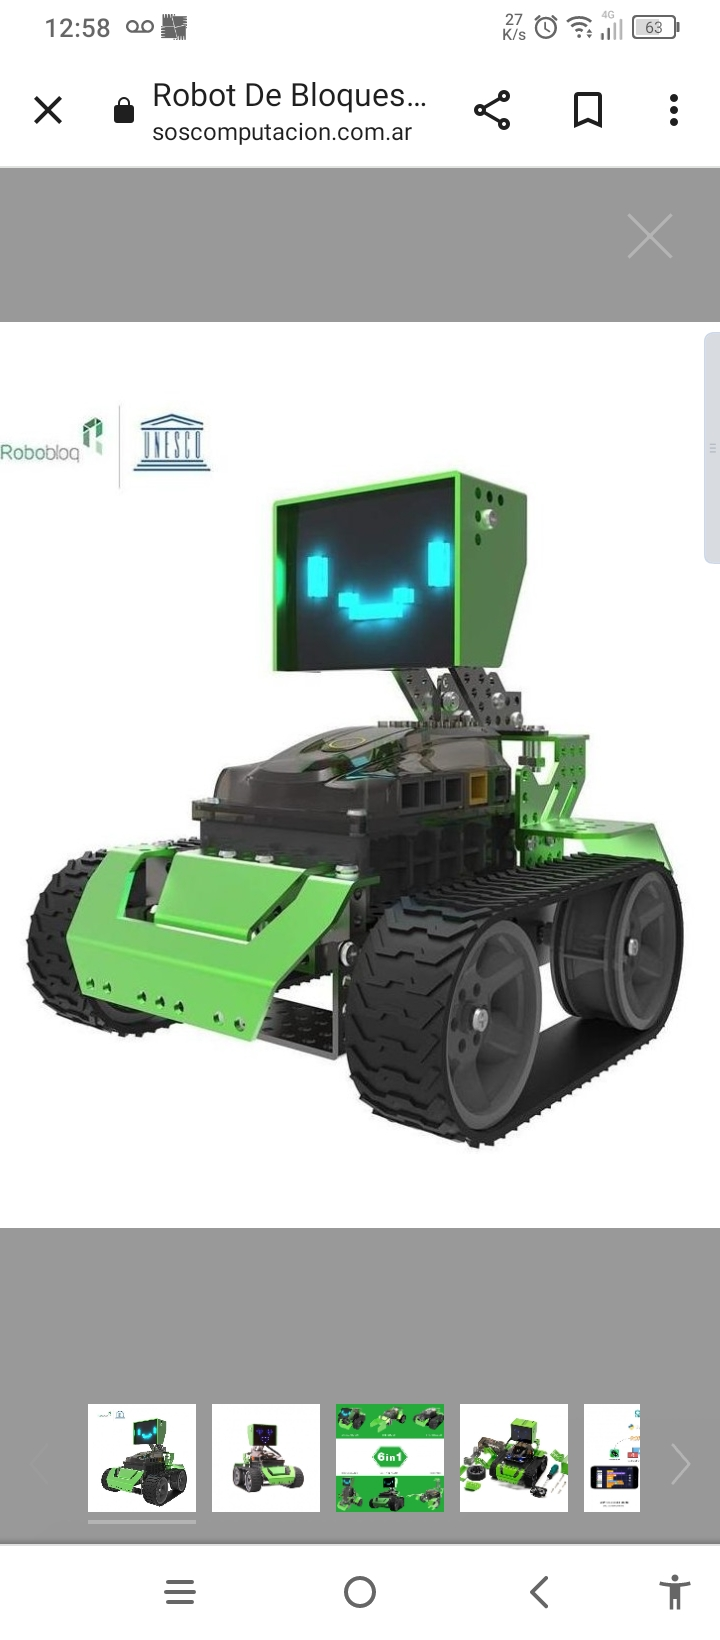 12:58
27
K/s
4G
63
Robot De Bloques...
soscomputacion.com.ar
Robobloq
UNESCO
6in1